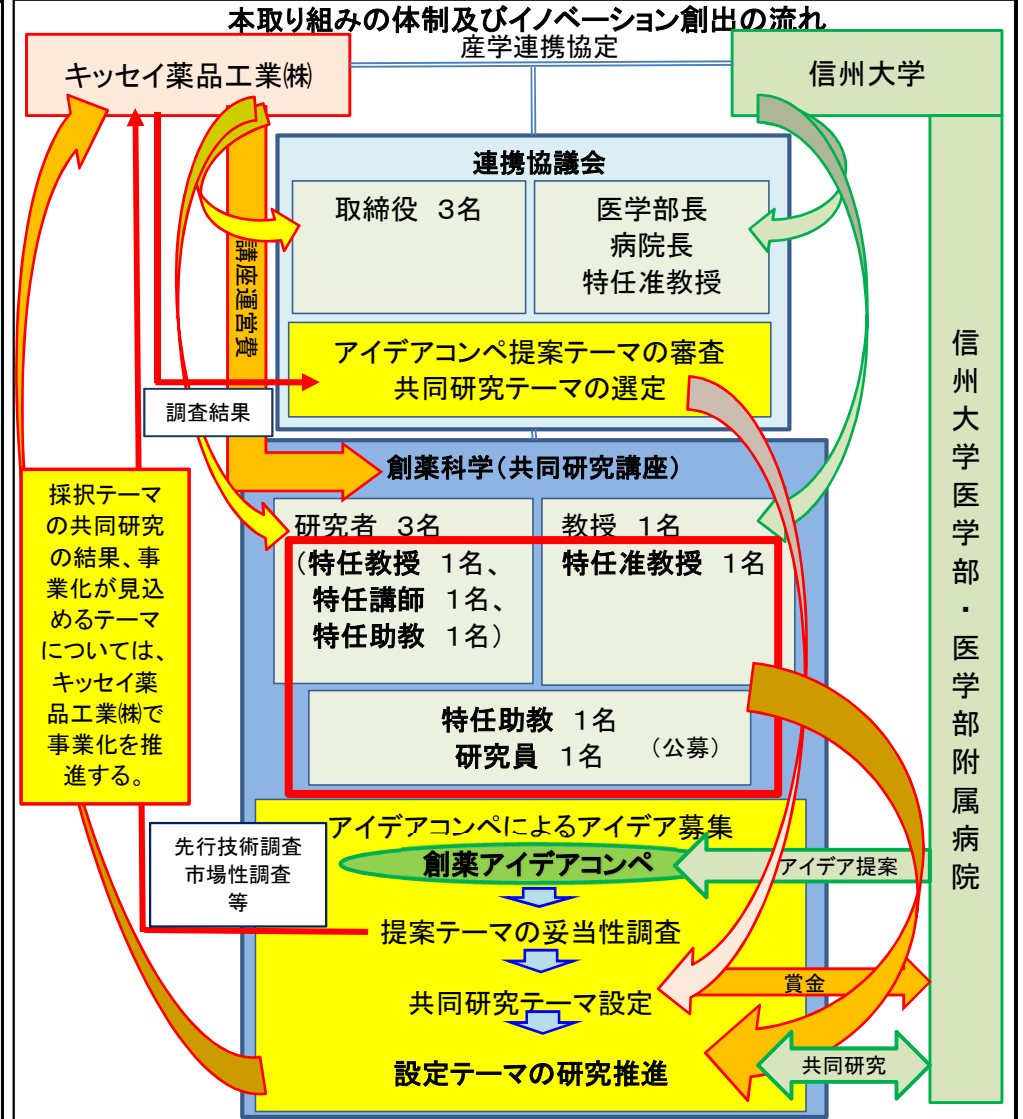 本取り組みの体制及びイノベーション創出の流れ
産学連携協定
キッセイ薬品工業㈱
信州大学
連携協議会
取締役 3名
医学部長
病院長
特任准教授
講座運営費
アイデアコンペ提案テーマの審査
共同研究テーマの選定
調査結果
信州大学医学部・医学部附属病院
創薬科学(共同研究講座)
研究者 3名
(特任教授 1名、
特任講師 1名、
特任助教 1名)
教授 1名
特任准教授 1名
採択テーマ
の共同研究
の結果、事
業化が見込
めるテーマ
については、
キッセイ薬
品工業㈱で
事業化を推
進する。
特任助教 1名
研究員 1名 (公募)
アイデアコンペによるアイデア募集
創薬アイデアコンペ
アイデア提案
先行技術調査
市場性調査
等
提案テーマの妥当性調査
賞金
共同研究テーマ設定
設定テーマの研究推進
共同研究